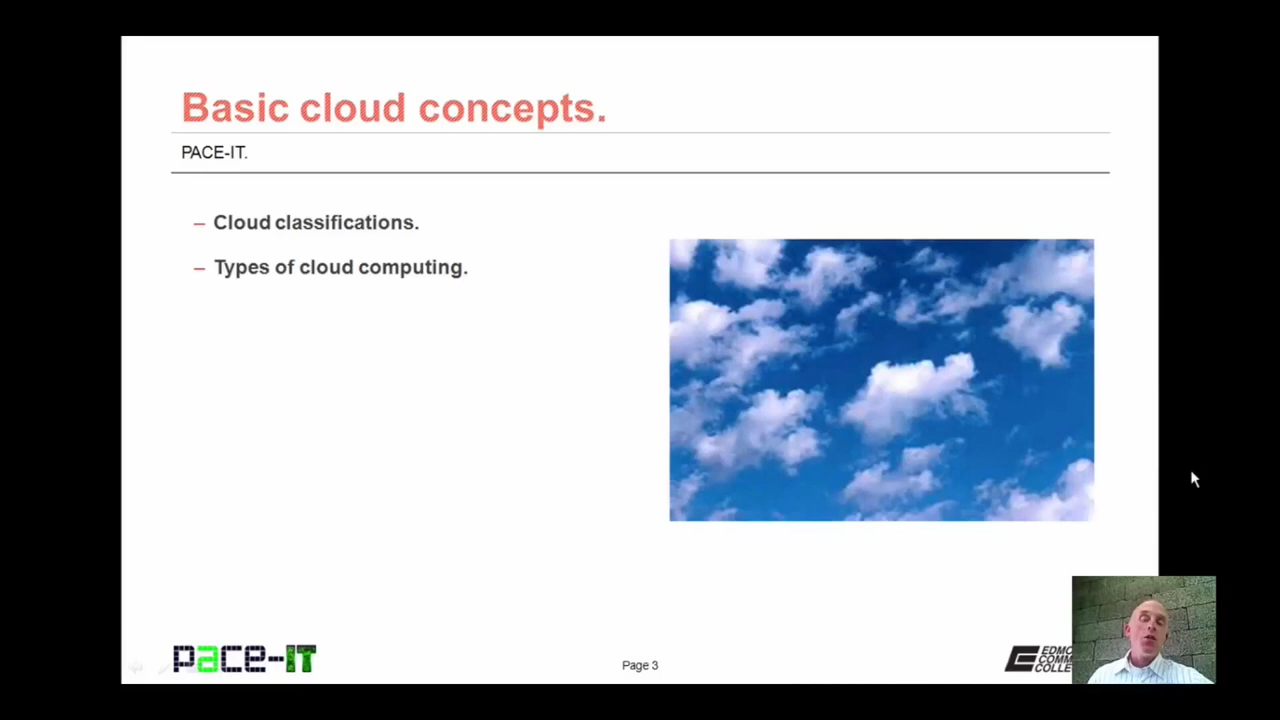 Basic cloud concepts.
PACE-IT.
– Cloud classifications.
– Types of cloud computing.
pace-IT
Page 3